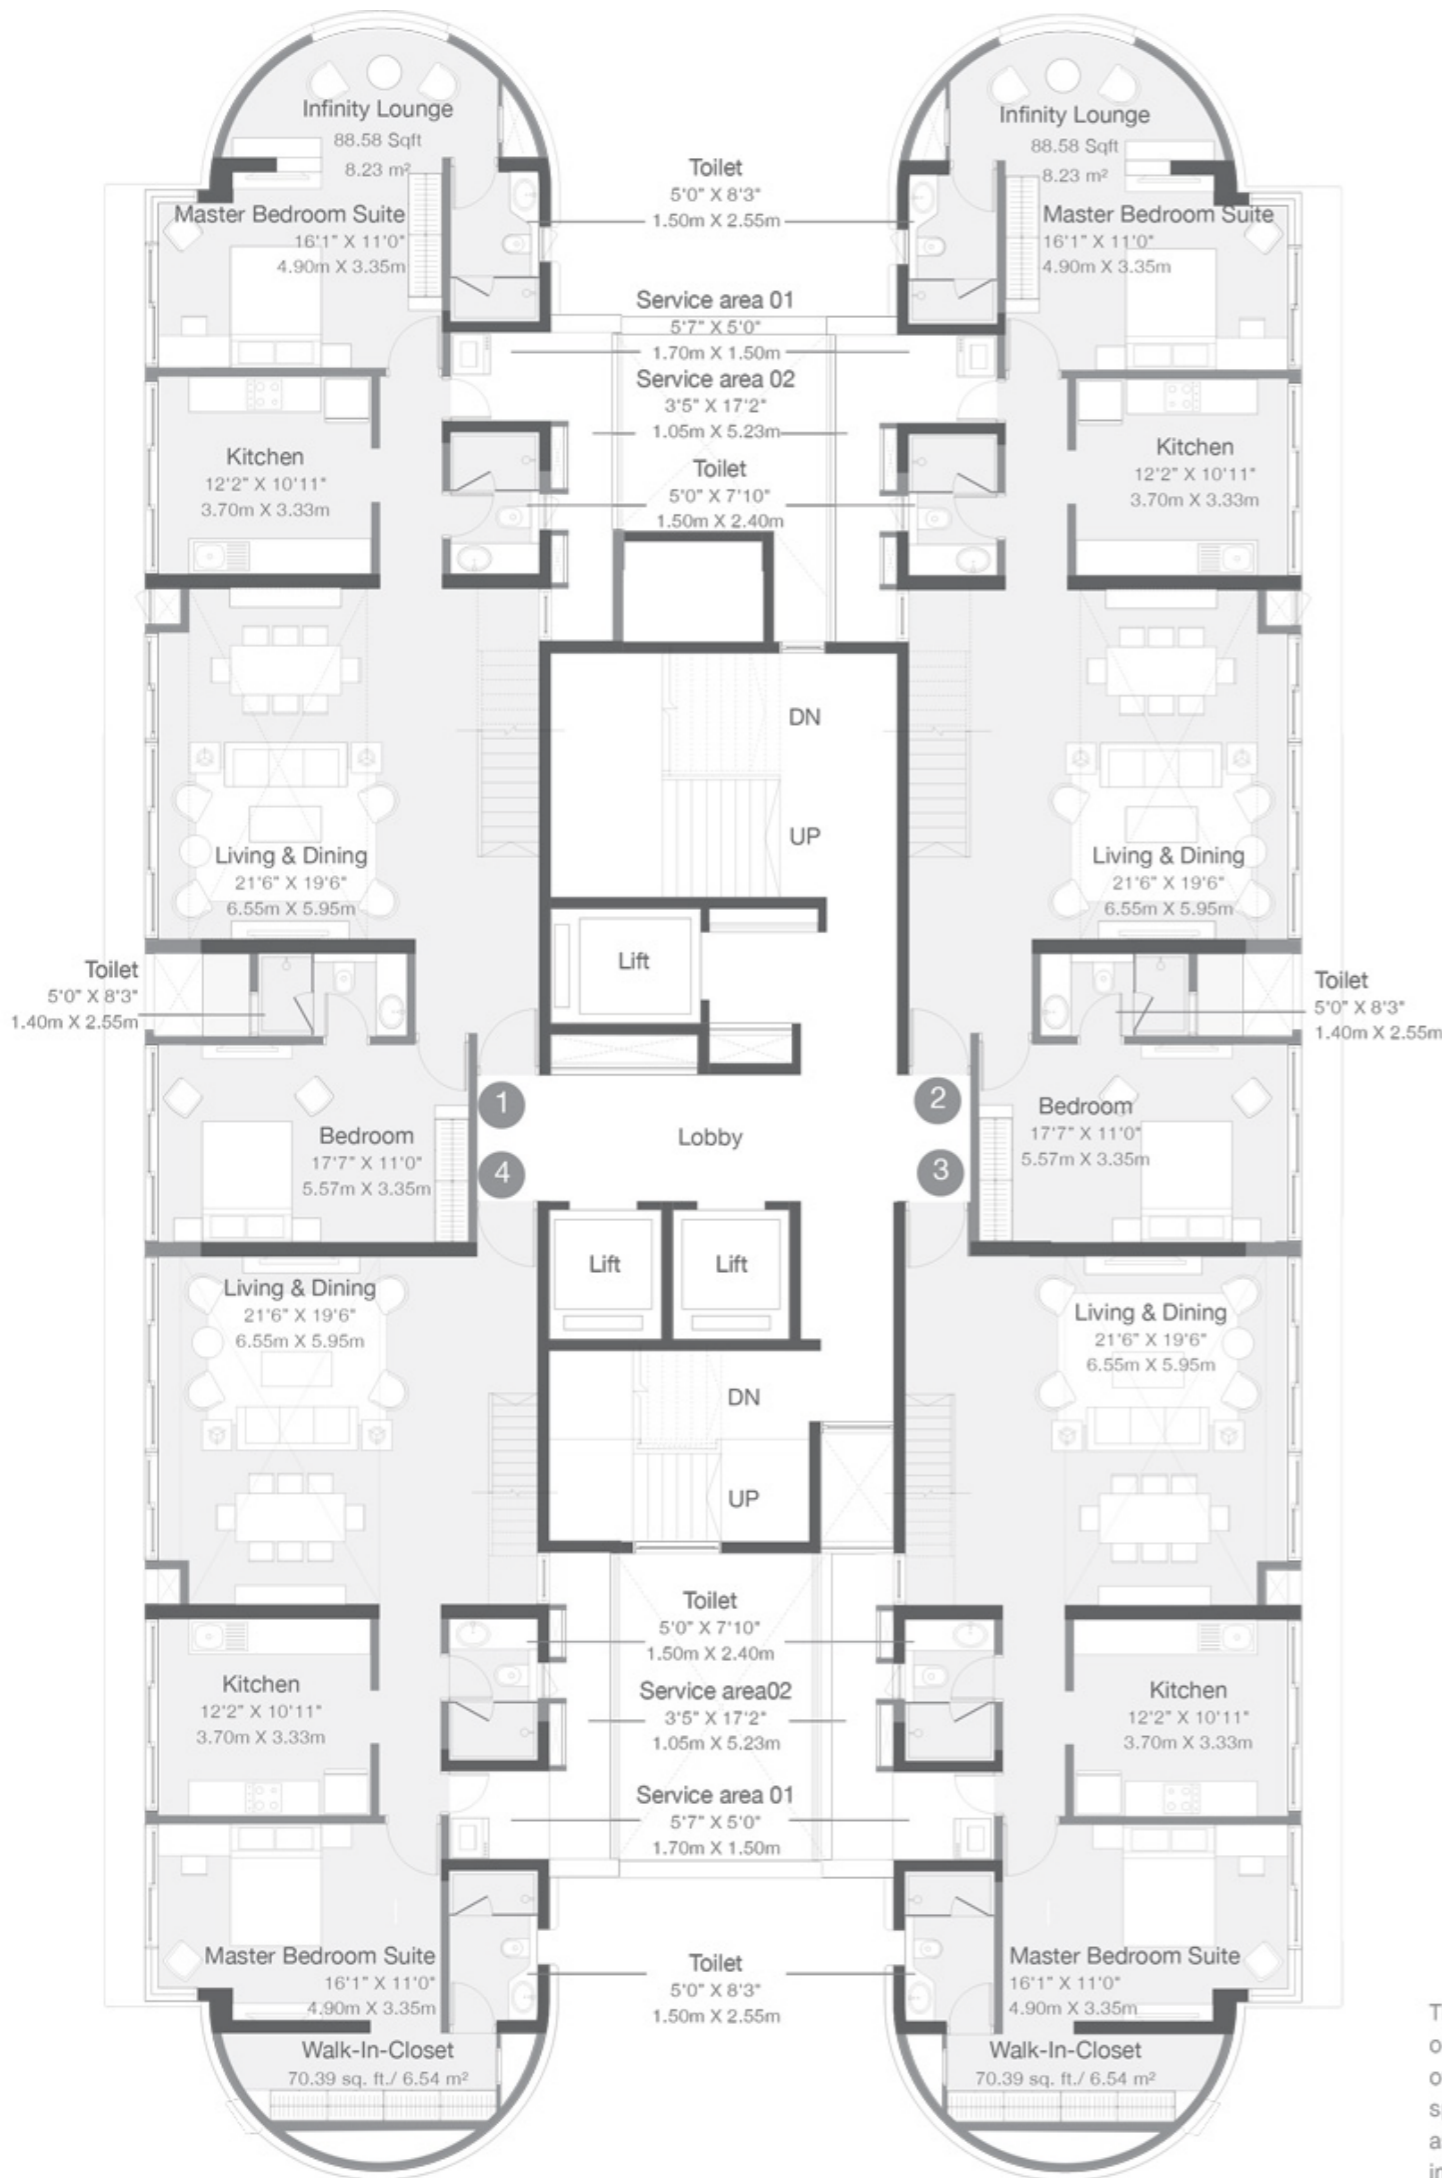 Infinity Lounge
88.58 Sqft
8.23 m²
Master Bedroom Suite
16'1" X 11'0"
4.90m X 3.35m
Toilet
5'0" X 8'3"
1.50m X 2.55m
Infinity Lounge
88.58 Sqft
8.23 m²
Master Bedroom Suite
16'1" X 11'0"
4.90m X 3.35m
Service area 01
5'7" X 5'0"
1.70m X 1.50m
Service area 02
3'5" X 17'2"
1.05m X 5.23m
Toilet
5'0" X 7'10"
1.50m X 2.40m
Kitchen
12'2" X 10'11"
3.70m X 3.33m
Kitchen
12'2" X 10'11"
3.70m X 3.33m
DN
UP
Living & Dining
21'6" X 19'6"
6.55m X 5.95m
Living & Dining
21'6" X 19'6"
6.55m X 5.95m
Lift
Toilet
5'0" X 8'3"
1.40m X 2.55m
Toilet
5'0" X 8'3"
1.40m X 2.55m
1
2
Bedroom
17'7" X 11'0"
5.57m X 3.35m
Lobby
Bedroom
17'7" X 11'0"
5.57m X 3.35m
4
3
Lift
Lift
Living & Dining
21'6" X 19'6"
6.55m X 5.95m
Living & Dining
21'6" X 19'6"
6.55m X 5.95m
DN
UP
Toilet
5'0" X 7'10"
1.50m X 2.40m
Kitchen
12'2" X 10'11"
3.70m X 3.33m
Service area02
3'5" X 17'2"
1.05m X 5.23m
Kitchen
12'2" X 10'11"
3.70m X 3.33m
Service area 01
5'7" X 5'0"
1.70m X 1.50m
Master Bedroom Suite
16'1" X 11'0"
4.90m X 3.35m
Toilet
5'0" X 8'3"
1.50m X 2.55m
Master Bedroom Suite
16'1" X 11'0"
4.90m X 3.35m
Walk-In-Closet
70.39 sq. ft./ 6.54 m²
Walk-In-Closet
70.39 sq. ft./ 6.54 m²